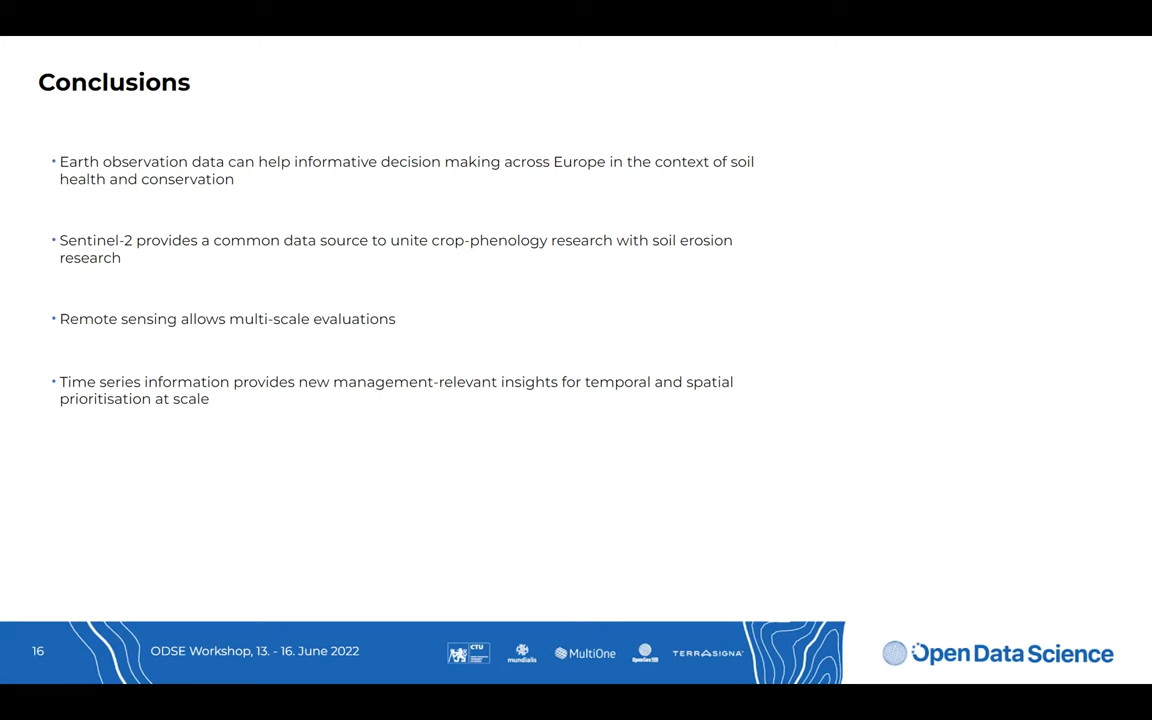 Conclusions
• Earth observation data can help informative decision making across Europe in the context of soil
health and conservation
• Sentinel-2 provides a common data source to unite crop-phenology research with soil erosion
research
• Remote sensing allows multi-scale evaluations
• Time series information provides new management-relevant insights for temporal and spatial
prioritisation at scale
16
ODSE Workshop, 13. - 16. June 2022
CTU
mundialis
MultiOne
TERRASIGNA
Open Data Science